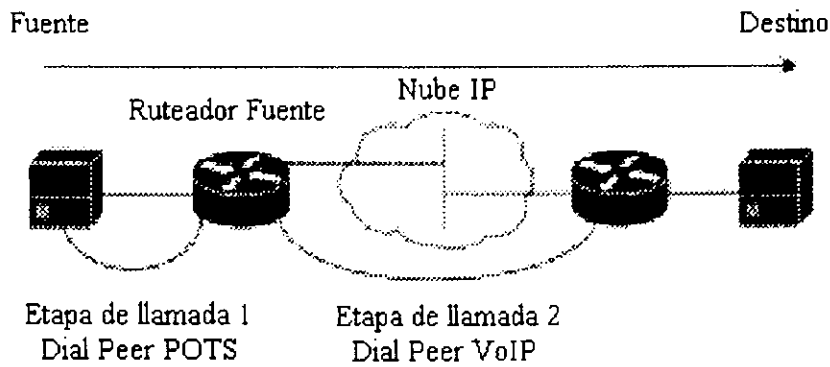 Fuente
Destino
Nube IP
Ruteador Fuente
Etapa de llamada 1
Dial Peer POTS
Etapa de llamada 2
Dial Peer VoIP